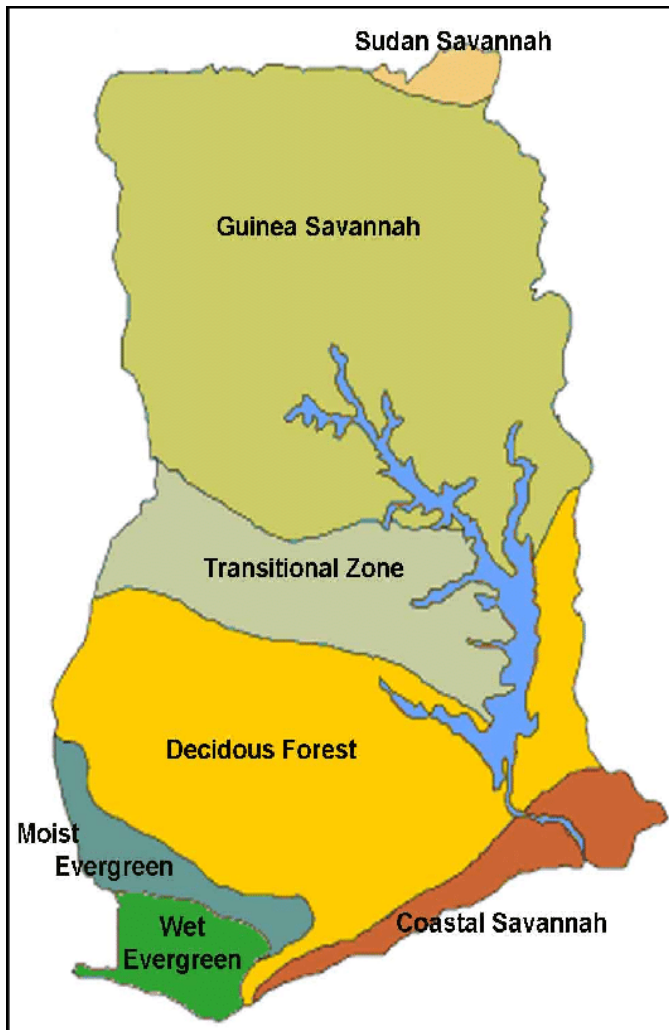 Sudan Savannah
Guinea Savannah
Transitional Zone
Decidous Forest
Moist
Evergreen
Wet
Evergreen
Coastal Savannah